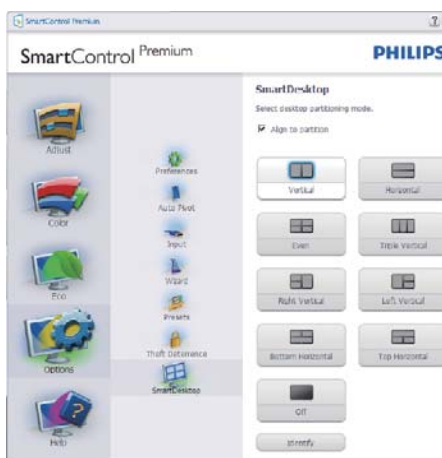 SmartControl Premium
?
SmartControl Premium
PHILIPS
Adjust
Color
Eco
Options
Help
Preferences
Auto Pivot
Input
Wizard
Presets
Theft Deterrence
SmartDesktop
SmartDesktop
Select desktop partitioning mode.
Align to partition
Vertical
Horizontal
Even
Triple Vertical
Right Vertical
Left Vertical
Bottom Horizontal
Top Horizontal
Off
Identify